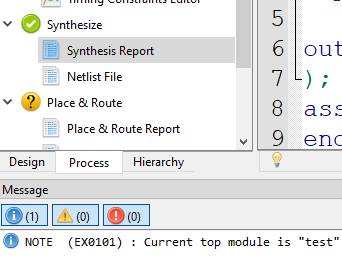 Timing Constraints Editor
Synthesize
Synthesis Report
Netlist File
Place & Route
Place & Route Report
5
6 out
7 );
8 ass
9 end
Design Process Hierarchy
Message
(1) (0) (0)
NOTE (EX0101) : Current top module is "test"